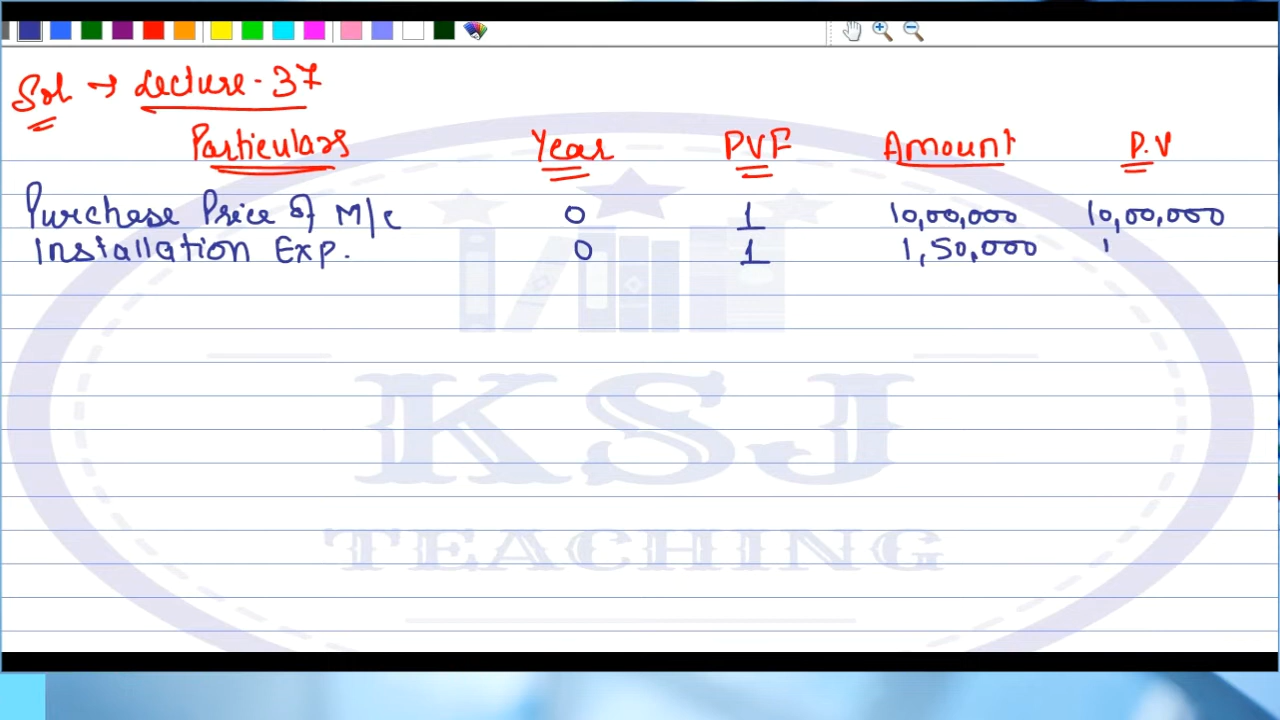 Sol → Lecture-37
Particulars Year PVF Amount P.V
Purchase Price of M/c 0 1 10,00,000 10,00,000
Installation Exp. 0 1 1,50,000 1
KSJ
TEACHING